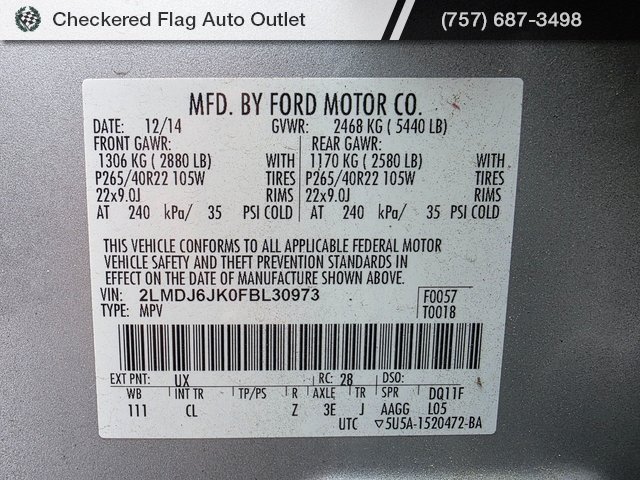 Checkered Flag Auto Outlet (757) 687-3498
MFD. BY FORD MOTOR CO.
DATE: 12/14 GVWR: 2468 KG ( 5440 LB)
FRONT GAWR: REAR GAWR:
1306 KG ( 2880 LB) WITH 1170 KG ( 2580 LB) WITH
P265/40R22 105W TIRES P265/40R22 105W TIRES
22x9.0J RIMS 22x9.0J RIMS
AT 240 kPa/ 35 PSI COLD AT 240 kPa/ 35 PSI COLD
THIS VEHICLE CONFORMS TO ALL APPLICABLE FEDERAL MOTOR
VEHICLE SAFETY AND THEFT PREVENTION STANDARDS IN
EFFECT ON THE DATE OF MANUFACTURE SHOWN ABOVE.
VIN: 2LMDJ6JK0FBL30973 F0057
TYPE: MPV T0018
EXT PNT: UX RC: 28 DSO:
WB INT TR TP/PS R AXLE TR SPR DQ11F
111 CL Z 3E J AAGG L05
UTC ▽5U5A-1520472-BA